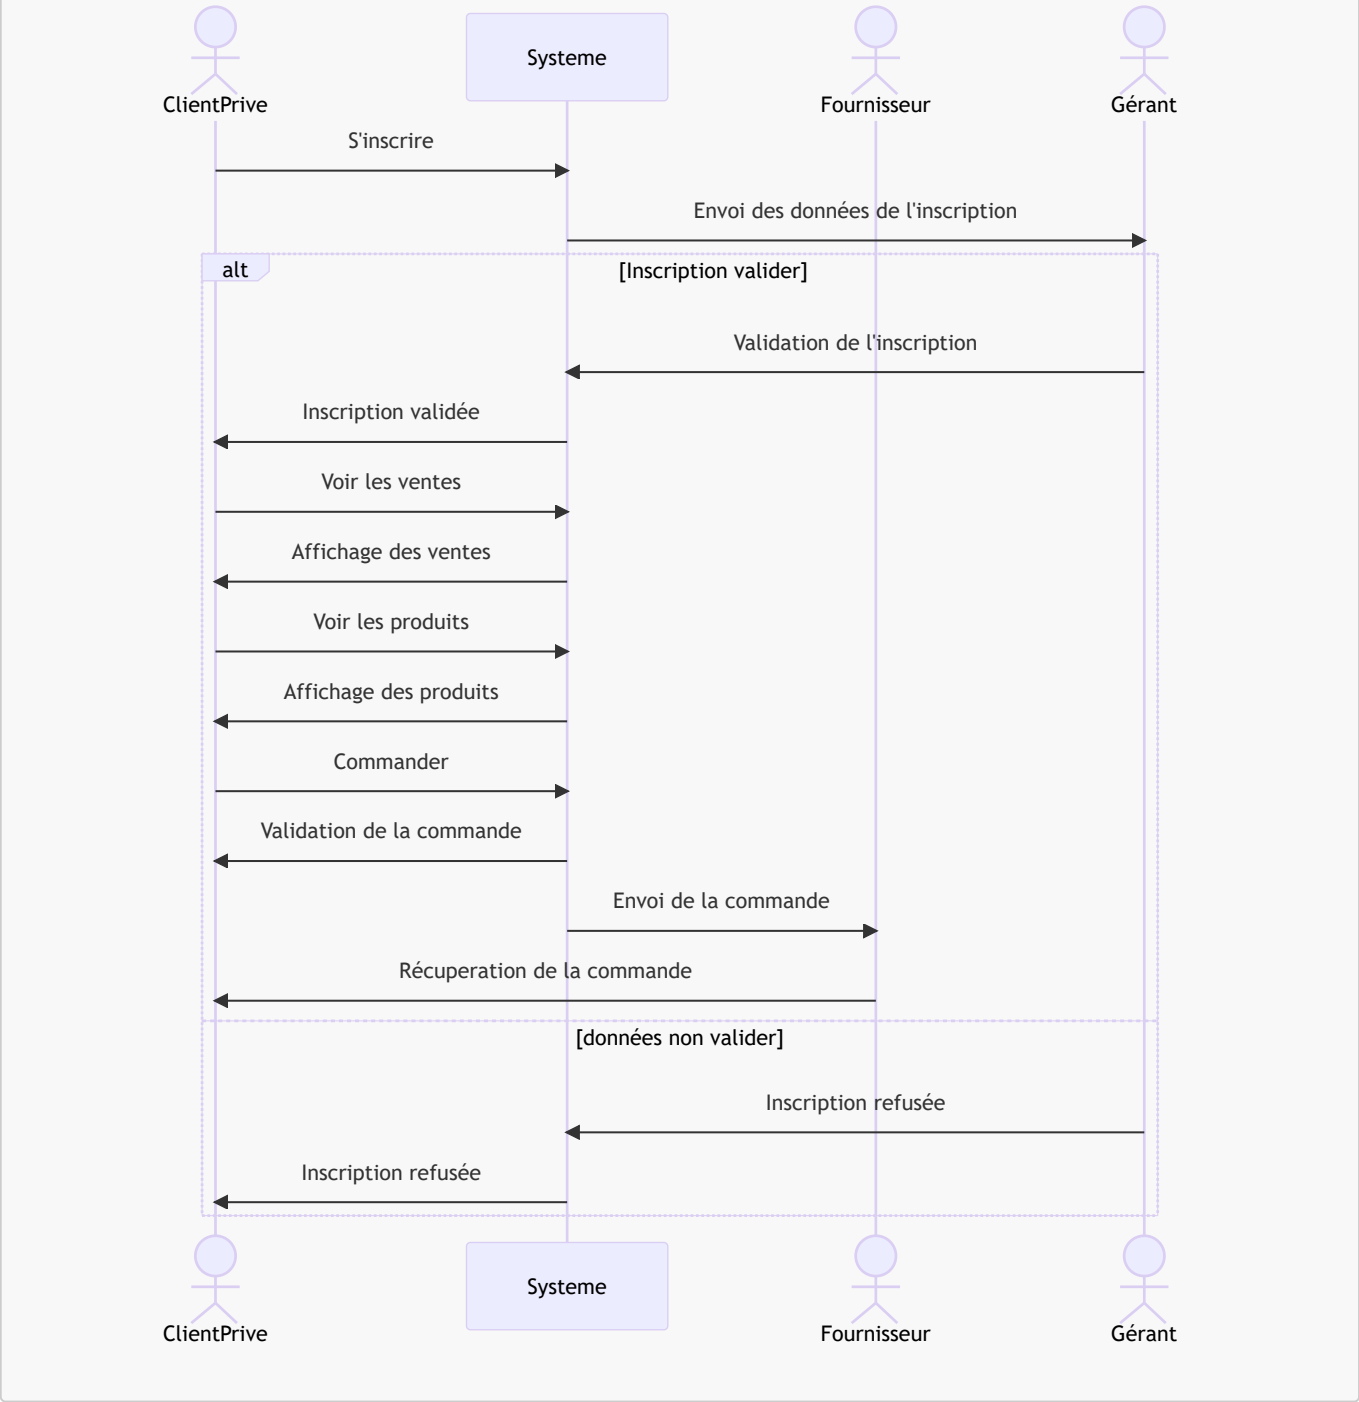 Systeme
ClientPrive
Fournisseur
Gérant
S'inscrire
Envoi des données de l'inscription
alt
[Inscription valider]
Validation de l'inscription
Inscription validée
Voir les ventes
Affichage des ventes
Voir les produits
Affichage des produits
Commander
Validation de la commande
Envoi de la commande
Récuperation de la commande
[données non valider]
Inscription refusée
Inscription refusée
Systeme
ClientPrive
Fournisseur
Gérant